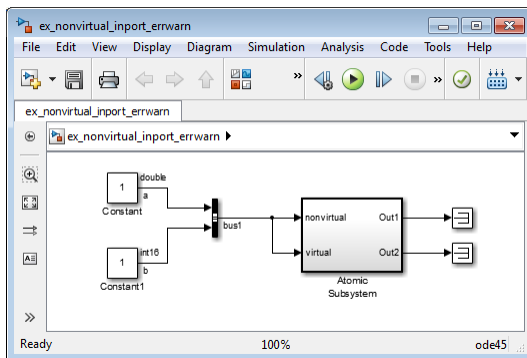 ex_nonvirtual_inport_errwarn
File Edit View Display Diagram Simulation Analysis Code Tools Help
» »
ex_nonvirtual_inport_errwarn
ex_nonvirtual_inport_errwarn
1
double
a
Constant
bus1
nonvirtual Out1
virtual Out2
1
int16
b
Constant1
Atomic
Subsystem
»
Ready 100% ode45